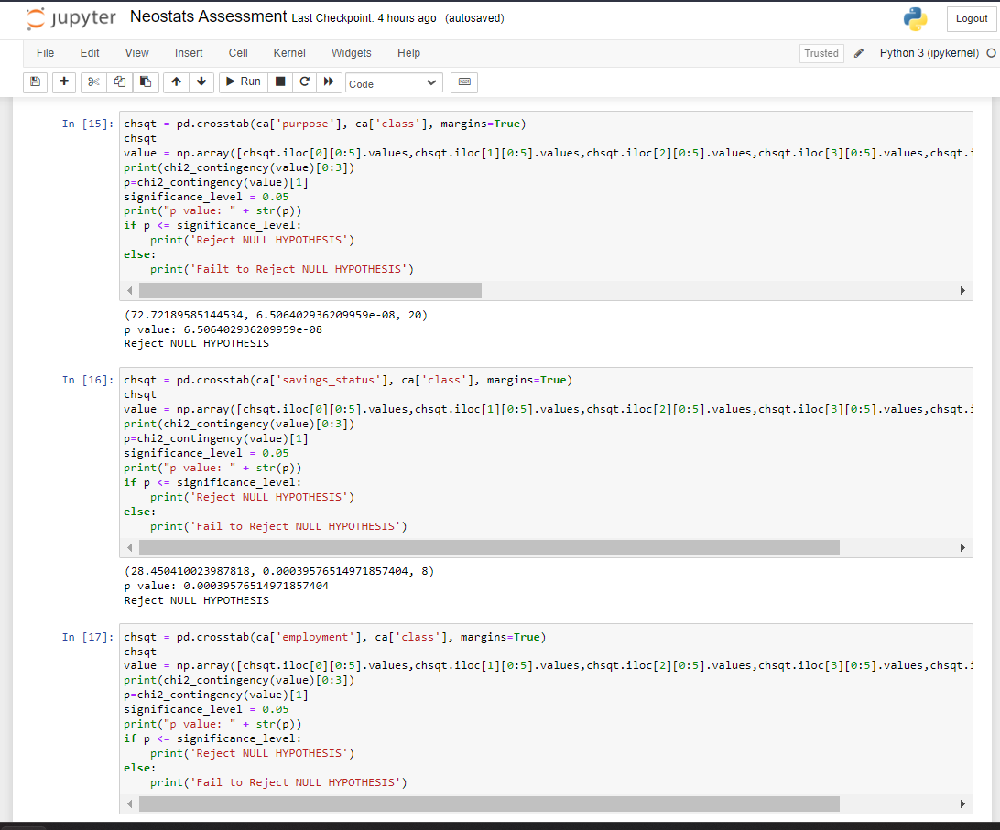 jupyter Neostats Assessment Last Checkpoint: 4 hours ago (autosaved)
Logout
File Edit View Insert Cell Kernel Widgets Help
Trusted Python 3 (ipykernel)
Run Code
In [15]: chsqt = pd.crosstab(ca['purpose'], ca['class'], margins=True)
chsqt
value = np.array([chsqt.iloc[0][0:5].values,chsqt.iloc[1][0:5].values,chsqt.iloc[2][0:5].values,chsqt.iloc[3][0:5].values,chsqt.i
print(chi2_contingency(value)[0:3])
p=chi2_contingency(value)[1]
significance_level = 0.05
print("p value: " + str(p))
if p <= significance_level:
    print('Reject NULL HYPOTHESIS')
else:
    print('Failt to Reject NULL HYPOTHESIS')
(72.72189585144534, 6.506402936209959e-08, 20)
p value: 6.506402936209959e-08
Reject NULL HYPOTHESIS
In [16]: chsqt = pd.crosstab(ca['savings_status'], ca['class'], margins=True)
chsqt
value = np.array([chsqt.iloc[0][0:5].values,chsqt.iloc[1][0:5].values,chsqt.iloc[2][0:5].values,chsqt.iloc[3][0:5].values,chsqt.i
print(chi2_contingency(value)[0:3])
p=chi2_contingency(value)[1]
significance_level = 0.05
print("p value: " + str(p))
if p <= significance_level:
    print('Reject NULL HYPOTHESIS')
else:
    print('Fail to Reject NULL HYPOTHESIS')
(28.450410023987818, 0.00039576514971857404, 8)
p value: 0.00039576514971857404
Reject NULL HYPOTHESIS
In [17]: chsqt = pd.crosstab(ca['employment'], ca['class'], margins=True)
chsqt
value = np.array([chsqt.iloc[0][0:5].values,chsqt.iloc[1][0:5].values,chsqt.iloc[2][0:5].values,chsqt.iloc[3][0:5].values,chsqt.i
print(chi2_contingency(value)[0:3])
p=chi2_contingency(value)[1]
significance_level = 0.05
print("p value: " + str(p))
if p <= significance_level:
    print('Reject NULL HYPOTHESIS')
else:
    print('Fail to Reject NULL HYPOTHESIS')